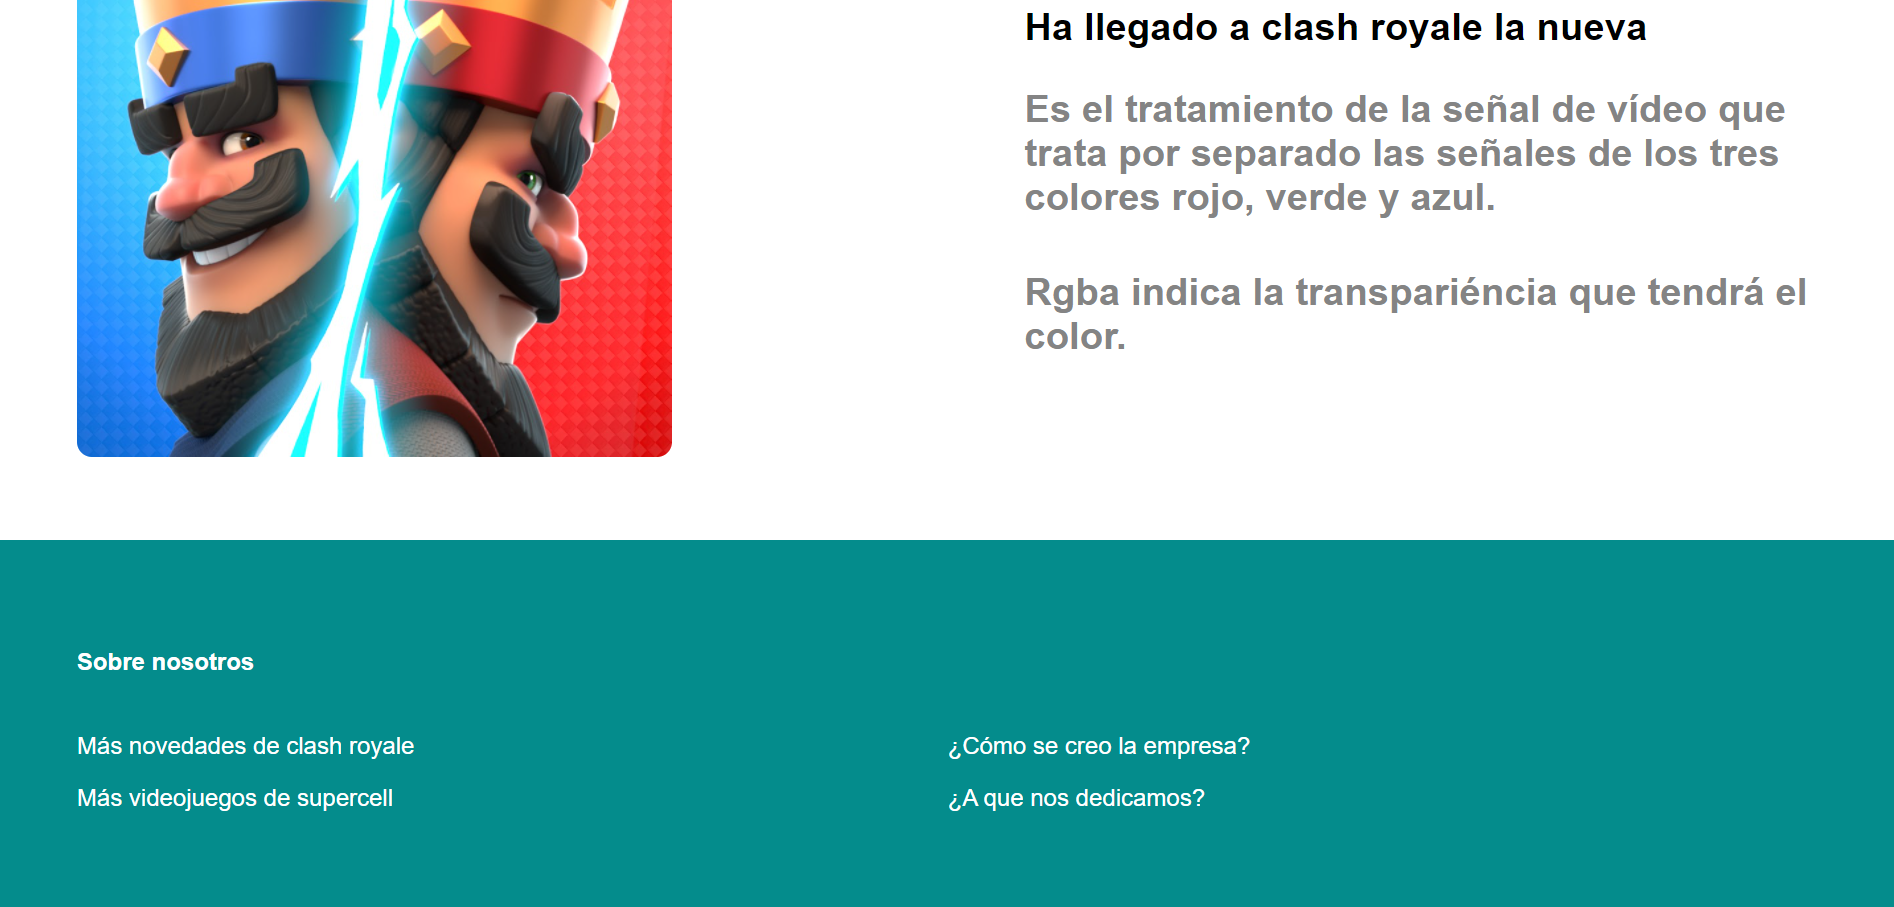 Ha llegado a clash royale la nueva
Es el tratamiento de la señal de vídeo que
trata por separado las señales de los tres
colores rojo, verde y azul.
Rgba indica la transpariéncia que tendrá el
color.
Sobre nosotros
Más novedades de clash royale
¿Cómo se creo la empresa?
Más videojuegos de supercell
¿A que nos dedicamos?